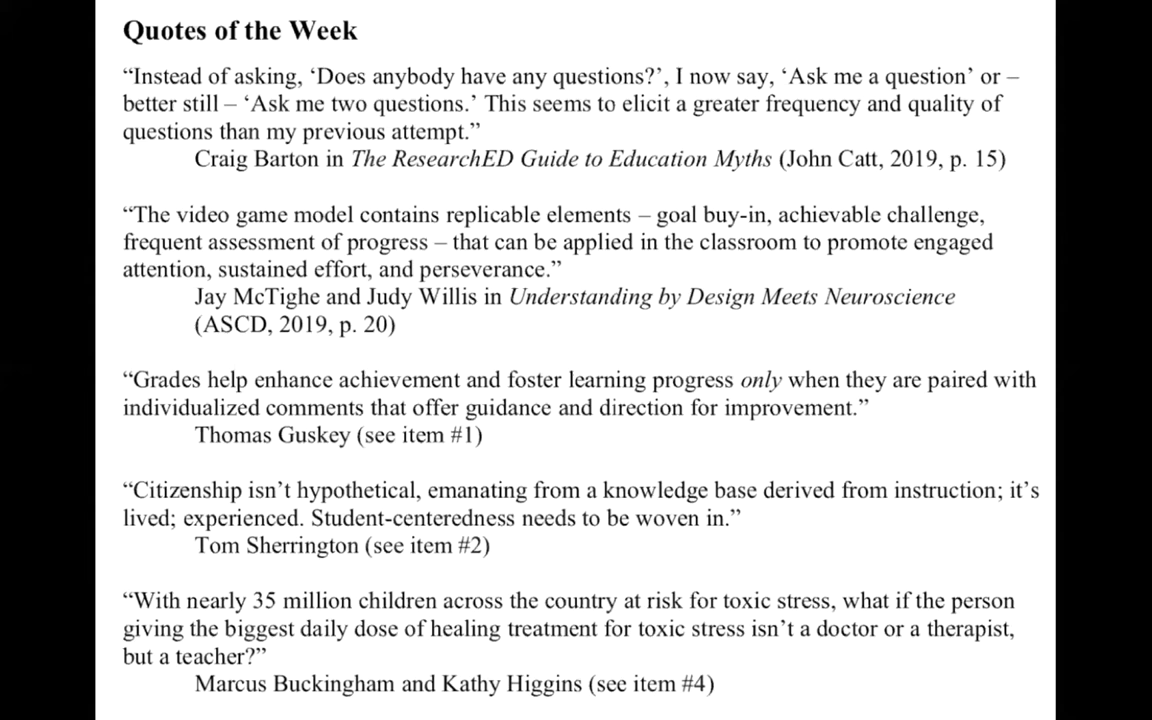 Quotes of the Week
“Instead of asking, ‘Does anybody have any questions?’, I now say, ‘Ask me a question’ or –
better still – ‘Ask me two questions.’ This seems to elicit a greater frequency and quality of
questions than my previous attempt.”
Craig Barton in The ResearchED Guide to Education Myths (John Catt, 2019, p. 15)
“The video game model contains replicable elements – goal buy-in, achievable challenge,
frequent assessment of progress – that can be applied in the classroom to promote engaged
attention, sustained effort, and perseverance.”
Jay McTighe and Judy Willis in Understanding by Design Meets Neuroscience
(ASCD, 2019, p. 20)
“Grades help enhance achievement and foster learning progress only when they are paired with
individualized comments that offer guidance and direction for improvement.”
Thomas Guskey (see item #1)
“Citizenship isn’t hypothetical, emanating from a knowledge base derived from instruction; it’s
lived; experienced. Student-centeredness needs to be woven in.”
Tom Sherrington (see item #2)
“With nearly 35 million children across the country at risk for toxic stress, what if the person
giving the biggest daily dose of healing treatment for toxic stress isn’t a doctor or a therapist,
but a teacher?”
Marcus Buckingham and Kathy Higgins (see item #4)